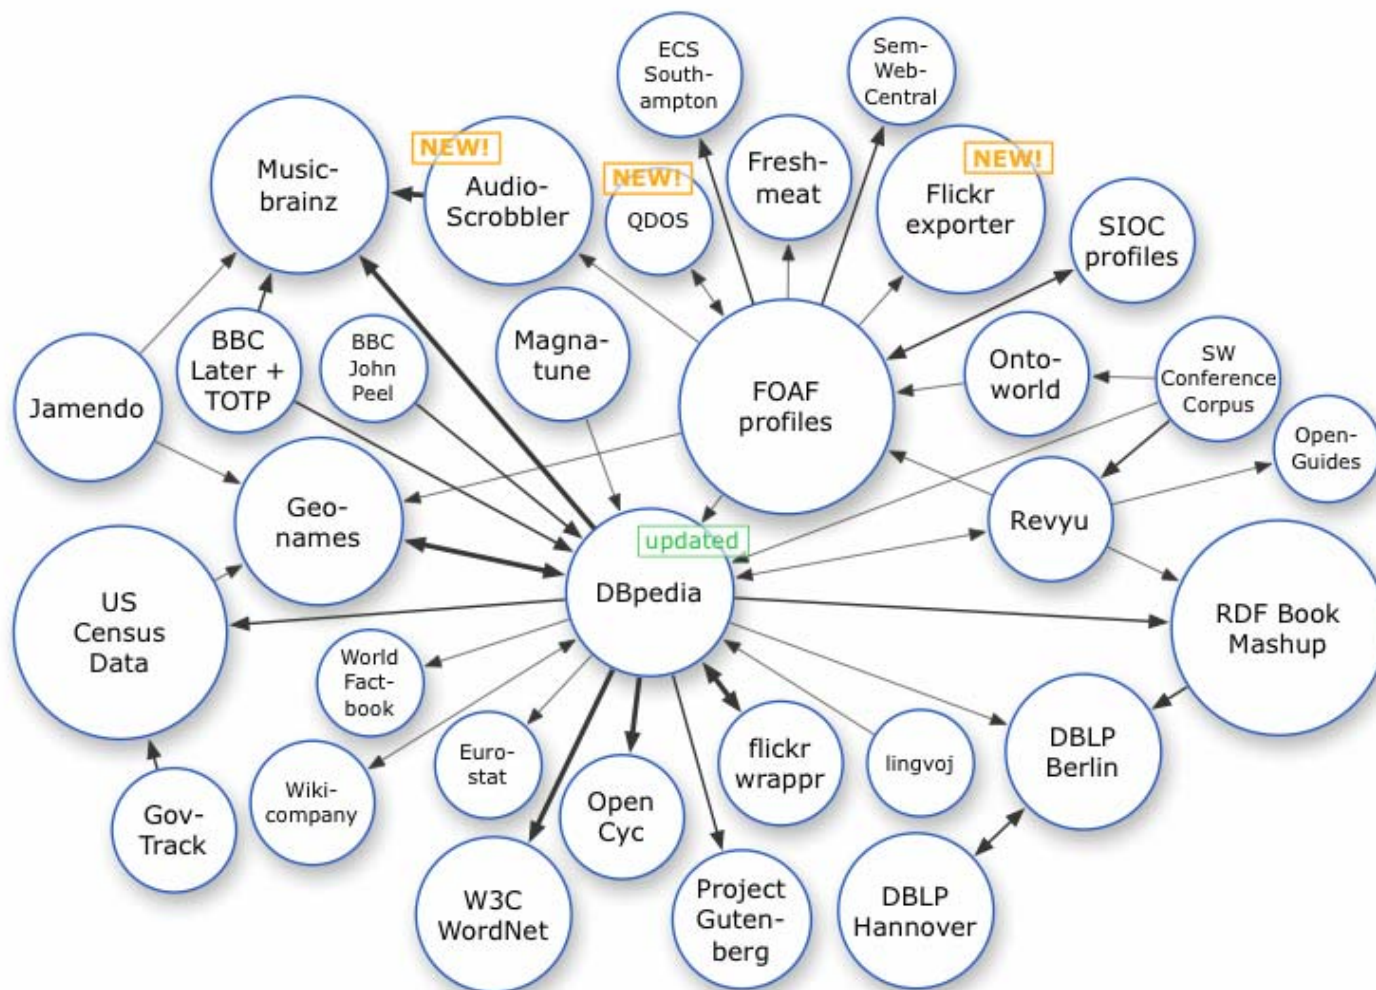 ECS
South-
ampton
Sem-
Web-
Central
NEW!
Music-
brainz
Audio-
Scrobbler
NEW!
QDOS
Fresh-
meat
NEW!
Flickr
exporter
SIOC
profiles
Jamendo
BBC
Later +
TOTP
BBC
John
Peel
Magna-
tune
FOAF
profiles
Onto-
world
SW
Conference
Corpus
Open-
Guides
Geo-
names
Revyu
updated
DBpedia
US
Census
Data
RDF Book
Mashup
World
Fact-
book
Wiki-
company
Euro-
stat
Open
Cyc
flickr
wrappr
lingvoj
DBLP
Berlin
Gov-
Track
W3C
WordNet
Project
Guten-
berg
DBLP
Hannover